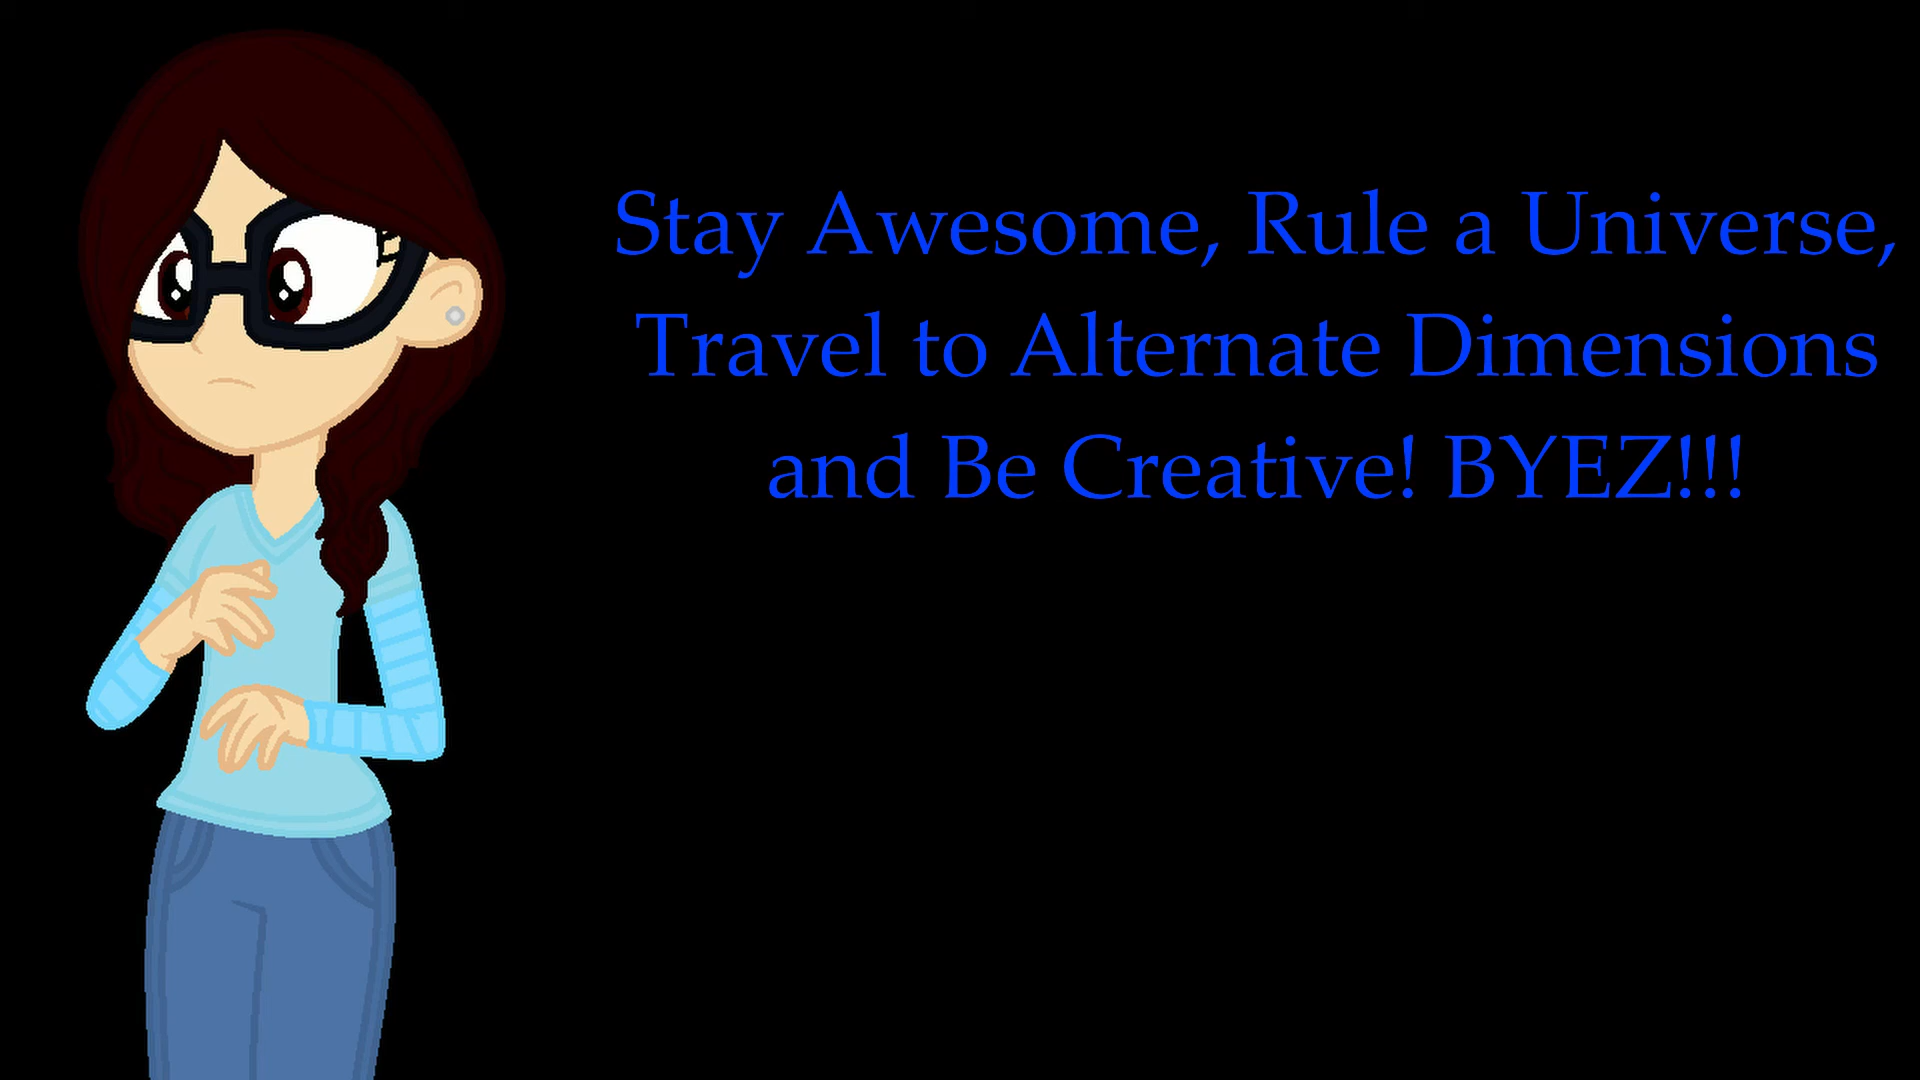 Stay Awesome, Rule a Universe,
Travel to Alternate Dimensions
and Be Creative! BYEZ!!!